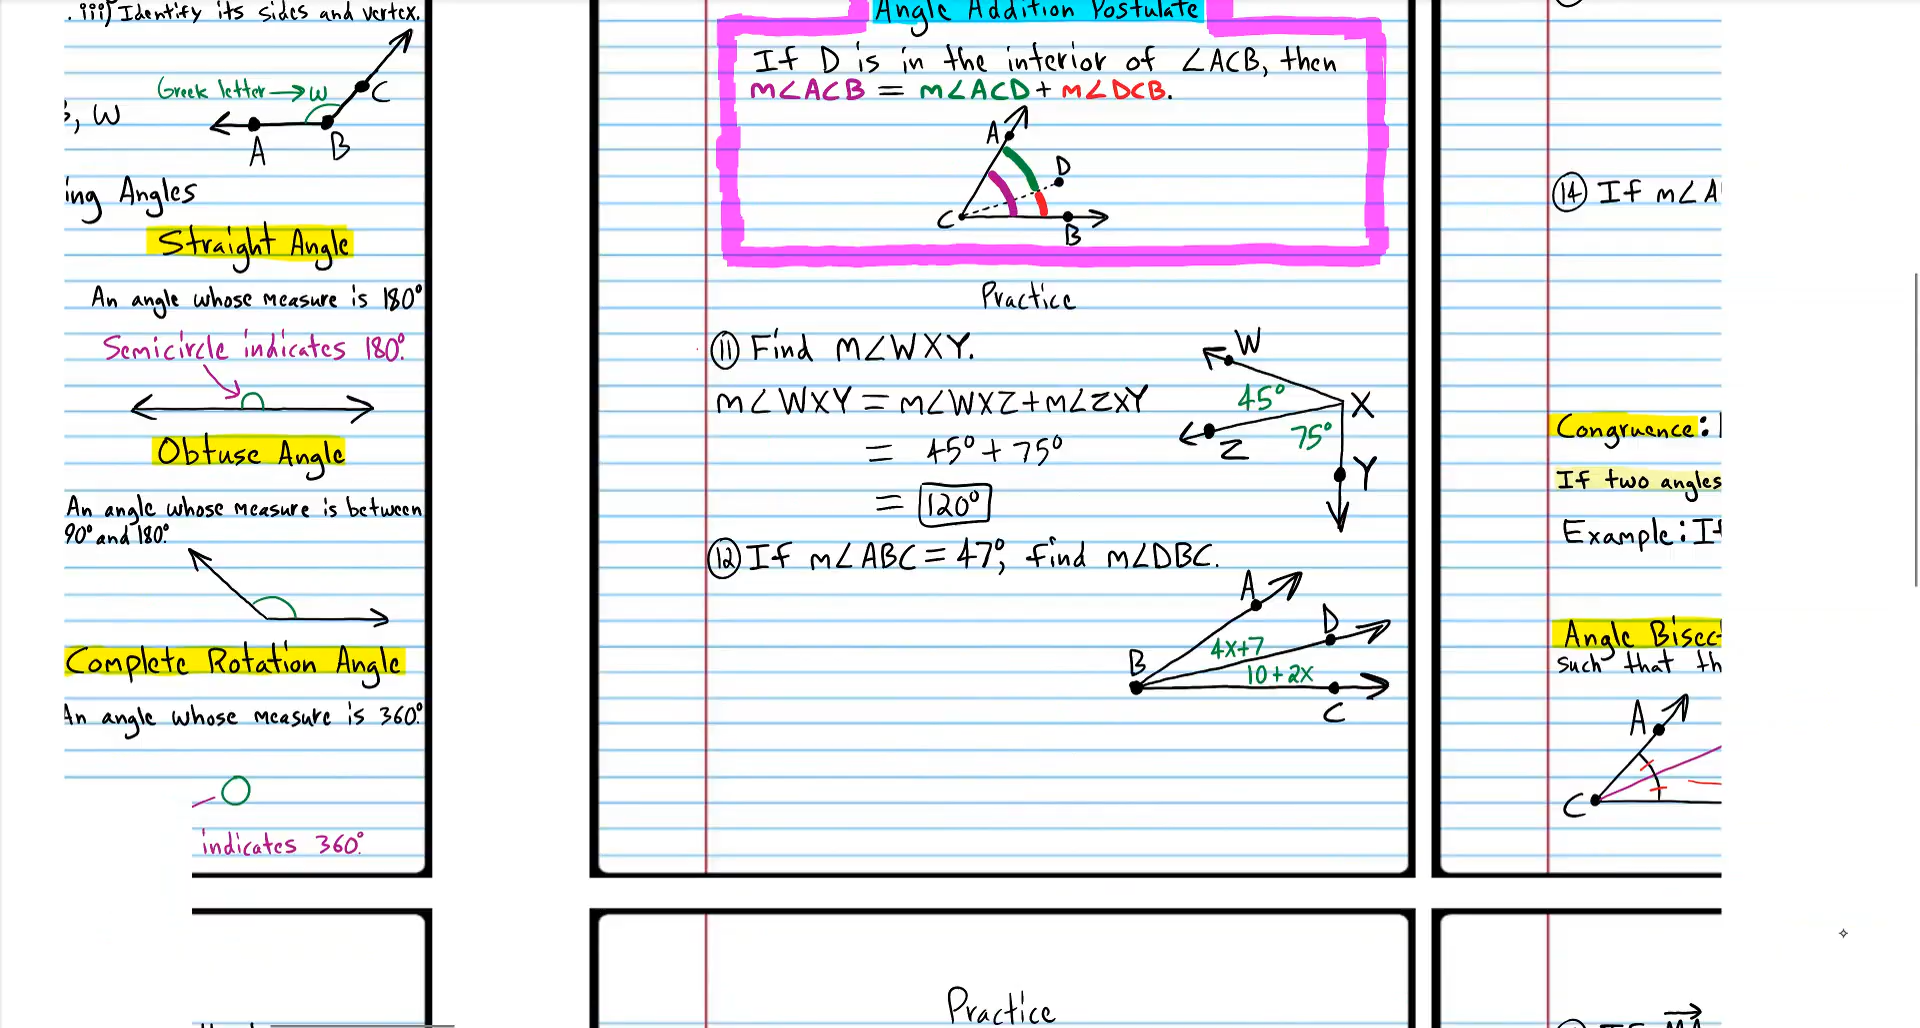 . iii) Identify its sides and vertex.
Greek letter → w
C
, W
A
B
ing Angles
Straight Angle
An angle whose measure is 180°
Semicircle indicates 180°.
Obtuse Angle
An angle whose measure is between
90° and 180°.
Complete Rotation Angle
An angle whose measure is 360°.
indicates 360°.
Angle Addition Postulate
If D is in the interior of ∠ACB, then
m∠ACB = m∠ACD + m∠DCB.
A
D
C
B
Practice
⑪ Find m∠WXY.
m∠WXY = m∠WXZ + m∠ZXY
= 45° + 75°
= 120°
W
45°
X
75°
Z
Y
⑫ If m∠ABC = 47°, find m∠DBC.
A
D
4x+7
B
10+2x
C
Practice
⑭ If m∠A
Congruence:
If two angles
Example: If
Angle Bisec
such that th
A
C